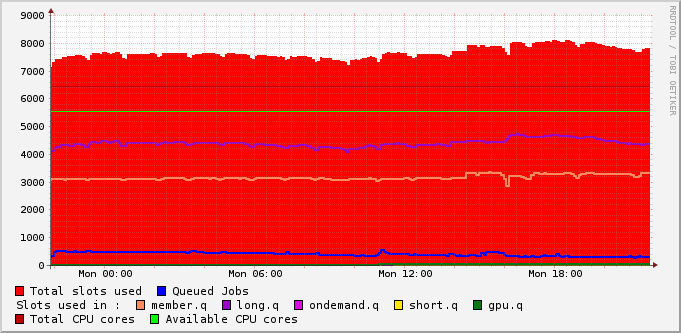 9000
8000
7000
6000
5000
4000
3000
2000
1000
0
Mon 00:00 Mon 06:00 Mon 12:00 Mon 18:00
Total slots used Queued Jobs
Slots used in : member.q long.q ondemand.q short.q gpu.q
Total CPU cores Available CPU cores
RRDTOOL / TOBI OETIKER